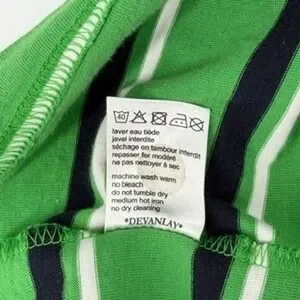 40
laver eau tiède
javel interdite
séchage en tambour interdit
repasser fer modéré
ne pas nettoyer à sec
machine wash warm
no bleach
do not tumble dry
medium hot iron
no dry cleaning
*DEVANLAY*